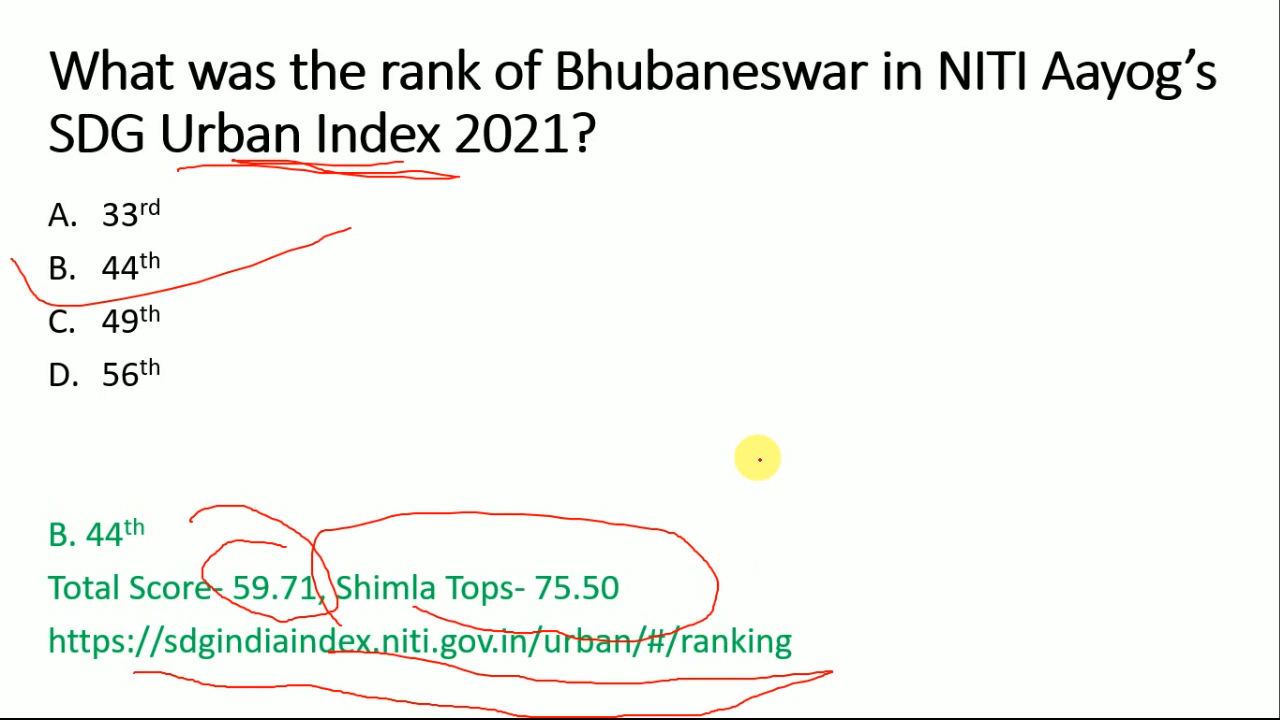 What was the rank of Bhubaneswar in NITI Aayog’s
SDG Urban Index 2021?
A. 33rd
B. 44th
C. 49th
D. 56th
B. 44th
Total Score- 59.71, Shimla Tops- 75.50
https://sdgindiaindex.niti.gov.in/urban/#/ranking